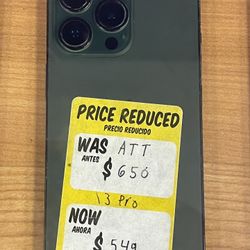 PRICE REDUCED
PRECIO REDUCIDO
WAS ATT
ANTES
$650
13 Pro
NOW
AHORA
$549